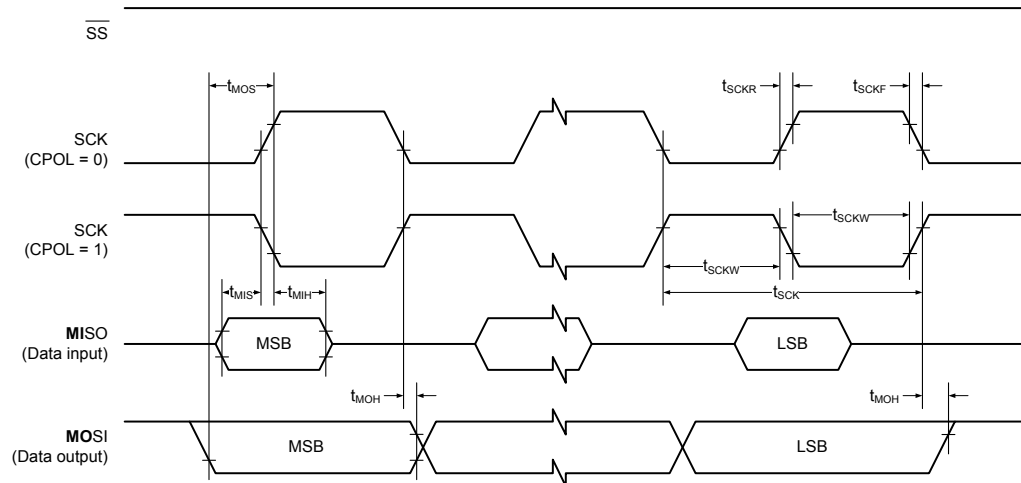 SS
tMOS
tSCKR
tSCKF
SCK
(CPOL = 0)
SCK
(CPOL = 1)
tSCKW
tSCKW
tSCK
tMIS
tMIH
MISO
(Data input)
MSB
LSB
tMOH
tMOH
MOSI
(Data output)
MSB
LSB